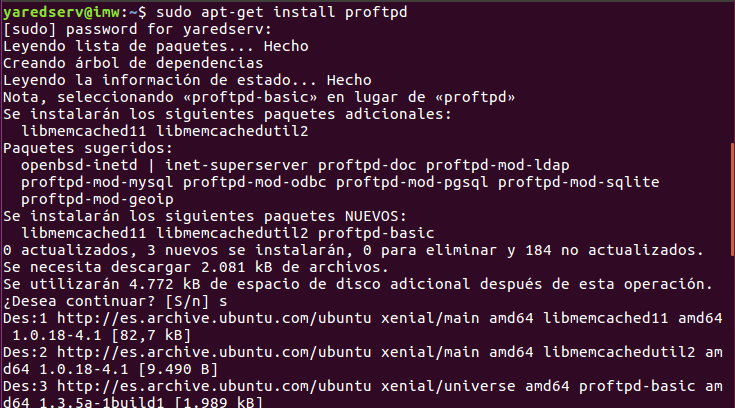 yaredserv@imw:~$ sudo apt-get install proftpd
[sudo] password for yaredserv:
Leyendo lista de paquetes... Hecho
Creando árbol de dependencias
Leyendo la información de estado... Hecho
Nota, seleccionando «proftpd-basic» en lugar de «proftpd»
Se instalarán los siguientes paquetes adicionales:
  libmemcached11 libmemcachedutil2
Paquetes sugeridos:
  openbsd-inetd | inet-superserver proftpd-doc proftpd-mod-ldap
  proftpd-mod-mysql proftpd-mod-odbc proftpd-mod-pgsql proftpd-mod-sqlite
  proftpd-mod-geoip
Se instalarán los siguientes paquetes NUEVOS:
  libmemcached11 libmemcachedutil2 proftpd-basic
0 actualizados, 3 nuevos se instalarán, 0 para eliminar y 184 no actualizados.
Se necesita descargar 2.081 kB de archivos.
Se utilizarán 4.772 kB de espacio de disco adicional después de esta operación.
¿Desea continuar? [S/n] s
Des:1 http://es.archive.ubuntu.com/ubuntu xenial/main amd64 libmemcached11 amd64
 1.0.18-4.1 [82,7 kB]
Des:2 http://es.archive.ubuntu.com/ubuntu xenial/main amd64 libmemcachedutil2 am
d64 1.0.18-4.1 [9.490 B]
Des:3 http://es.archive.ubuntu.com/ubuntu xenial/universe amd64 proftpd-basic am
d64 1.3.5a-1build1 [1.989 kB]